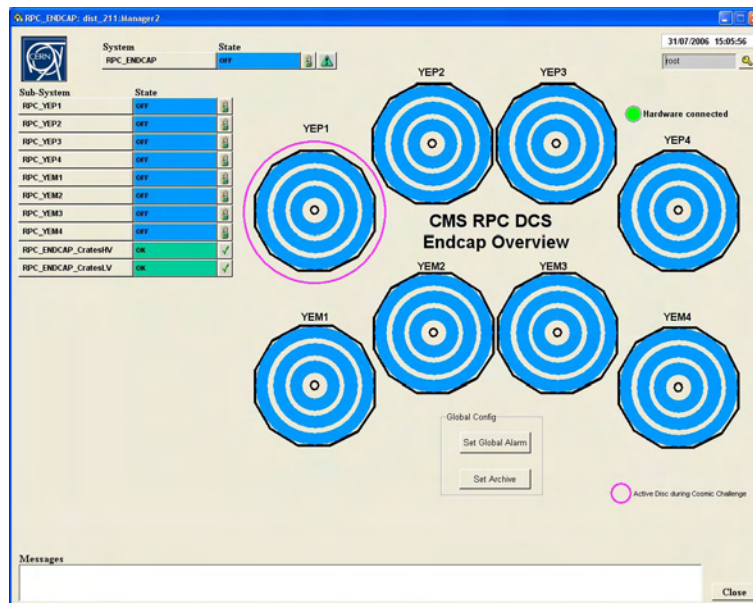 RPC_ENDCAP: dist_211:Manager2
31/07/2006 15:05:56
CERN
System State
RPC_ENDCAP OFF
root
Sub-System State
RPC_YEP1 OFF
RPC_YEP2 OFF
RPC_YEP3 OFF
RPC_YEP4 OFF
RPC_YEM1 OFF
RPC_YEM2 OFF
RPC_YEM3 OFF
RPC_YEM4 OFF
RPC_ENDCAP_CratesHV OK
RPC_ENDCAP_CratesLV OK
YEP2 YEP3
Hardware connected
YEP1
YEP4
CMS RPC DCS
Endcap Overview
YEM2 YEM3
YEM1
YEM4
Global Config
Set Global Alarm
Set Archive
Active Disc during Cosmic Challenge
Messages
Close